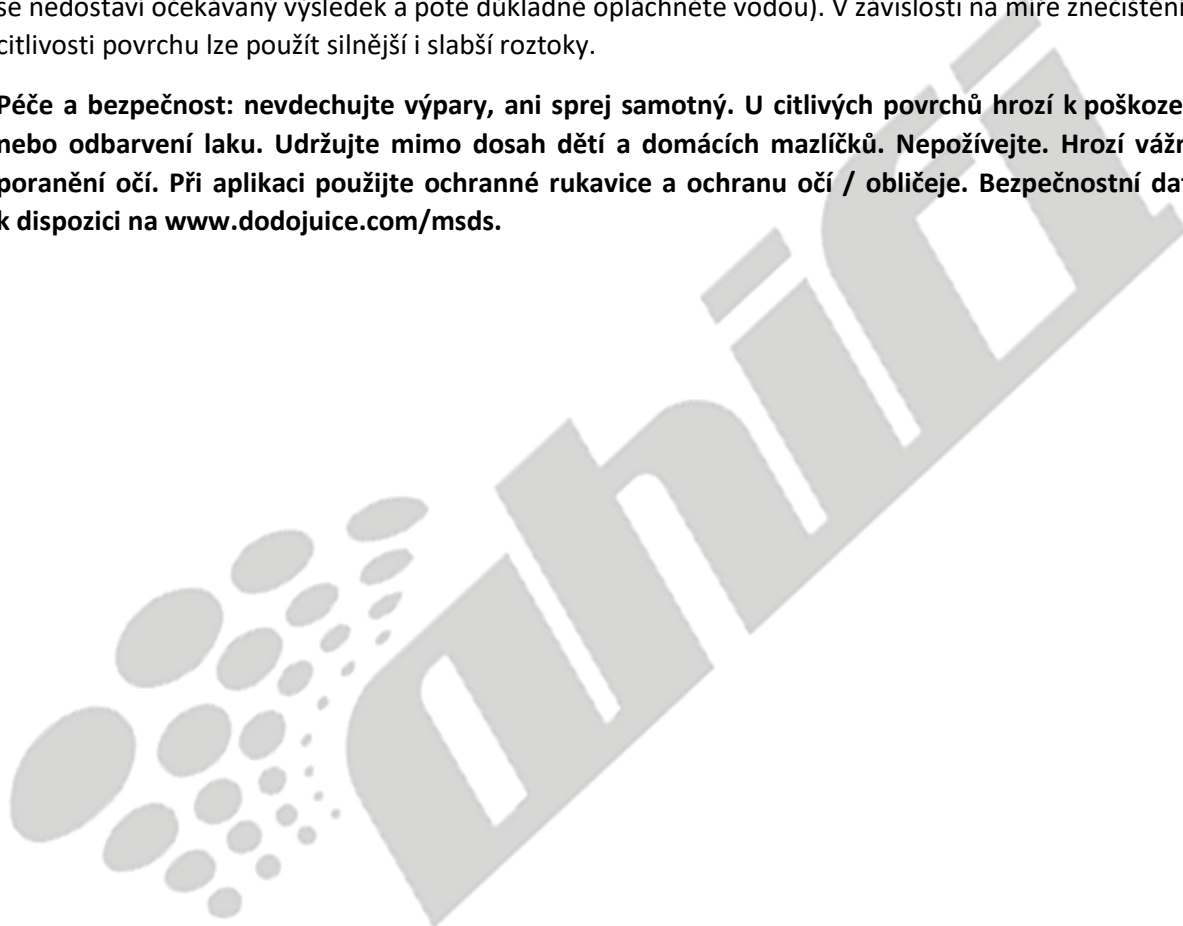 se nedostaví očekávaný výsledek a poté důkladně opláchněte vodou). V závislosti na míře znečištění
citlivosti povrchu lze použít silnější i slabší roztoky.
Péče a bezpečnost: nevdechujte výpary, ani sprej samotný. U citlivých povrchů hrozí k poškoze
nebo odbarvení laku. Udržujte mimo dosah dětí a domácích mazlíčků. Nepožívejte. Hrozí vážn
poranění očí. Při aplikaci použijte ochranné rukavice a ochranu očí / obličeje. Bezpečnostní dat
k dispozici na www.dodojuice.com/msds.
ahifi